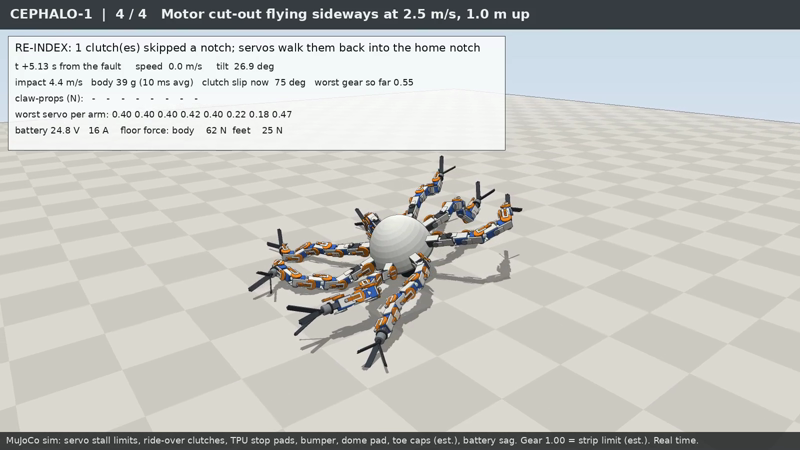 CEPHALO-1 | 4 / 4 Motor cut-out flying sideways at 2.5 m/s, 1.0 m up
RE-INDEX: 1 clutch(es) skipped a notch; servos walk them back into the home notch
t +5.13 s from the fault speed 0.0 m/s tilt 26.9 deg
impact 4.4 m/s body 39 g (10 ms avg) clutch slip now 75 deg worst gear so far 0.55
claw-props (N): - - - - - - - -
worst servo per arm: 0.40 0.40 0.40 0.42 0.40 0.22 0.18 0.47
battery 24.8 V 16 A floor force: body 62 N feet 25 N
MuJoCo sim: servo stall limits, ride-over clutches, TPU stop pads, bumper, dome pad, toe caps (est.), battery sag. Gear 1.00 = strip limit (est.). Real time.